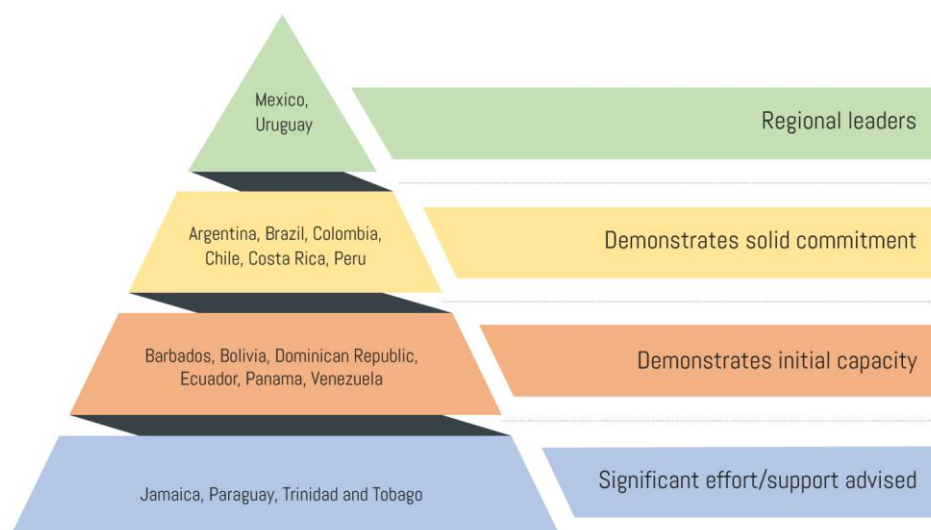 Mexico,
Uruguay
Regional leaders
Argentina, Brazil, Colombia,
Chile, Costa Rica, Peru
Demonstrates solid commitment
Barbados, Bolivia, Dominican Republic,
Ecuador, Panama, Venezuela
Demonstrates initial capacity
Jamaica, Paraguay, Trinidad and Tobago
Significant effort/support advised